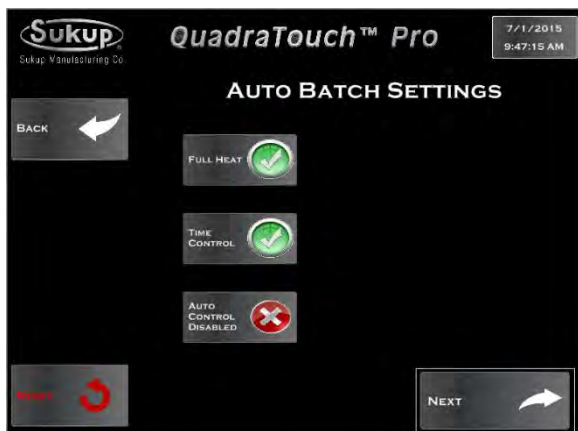 Sukup
Sukup Manufacturing Co.
QuadraTouch™ Pro
7/1/2015
9:47:15 AM
AUTO BATCH SETTINGS
BACK
FULL HEAT
TIME
CONTROL
AUTO
CONTROL
DISABLED
RESET
NEXT